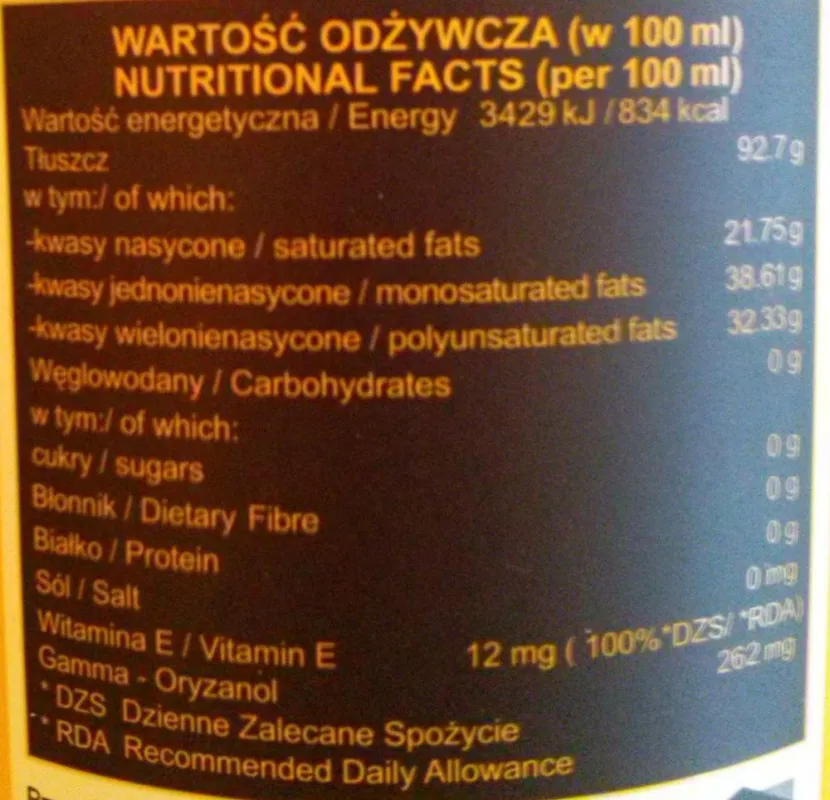 WARTOŚĆ ODŻYWCZA (w 100 ml)
NUTRITIONAL FACTS (per 100 ml)
Wartość energetyczna / Energy 3429 kJ / 834 kcal
Tłuszcz 92.7 g
w tym:/ of which:
-kwasy nasycone / saturated fats 21.75g
-kwasy jednonienasycone / monosaturated fats 38.61g
-kwasy wielonienasycone / polyunsaturated fats 32.33g
Węglowodany / Carbohydrates 0 g
w tym:/ of which:
cukry / sugars 0 g
Błonnik / Dietary Fibre 0 g
Białko / Protein 0 g
Sól / Salt 0 mg
Witamina E / Vitamin E 12 mg ( 100%*DZS/ *RDA)
Gamma - Oryzanol 262 mg
* DZS Dzienne Zalecane Spożycie
* RDA Recommended Daily Allowance